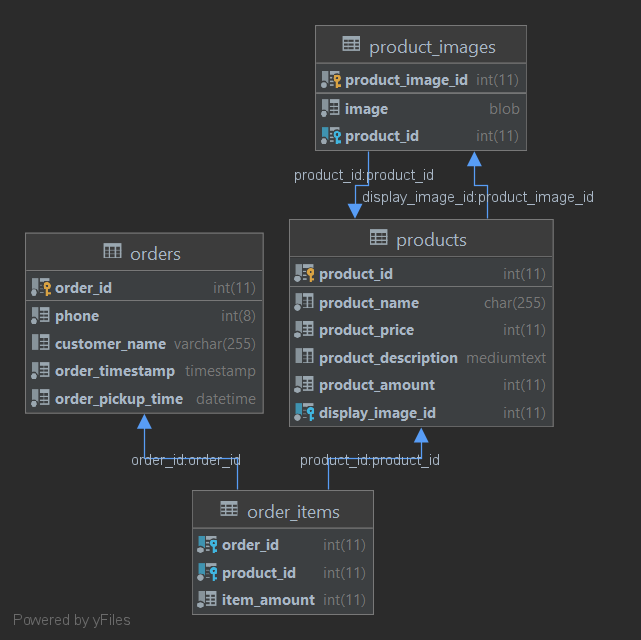 product_images
product_image_id int(11)
image blob
product_id int(11)
product_id:product_id
display_image_id:product_image_id
products
product_id int(11)
product_name char(255)
product_price int(11)
product_description mediumtext
product_amount int(11)
display_image_id int(11)
orders
order_id int(11)
phone int(8)
customer_name varchar(255)
order_timestamp timestamp
order_pickup_time datetime
order_id:order_id
product_id:product_id
order_items
order_id int(11)
product_id int(11)
item_amount int(11)
Powered by yFiles